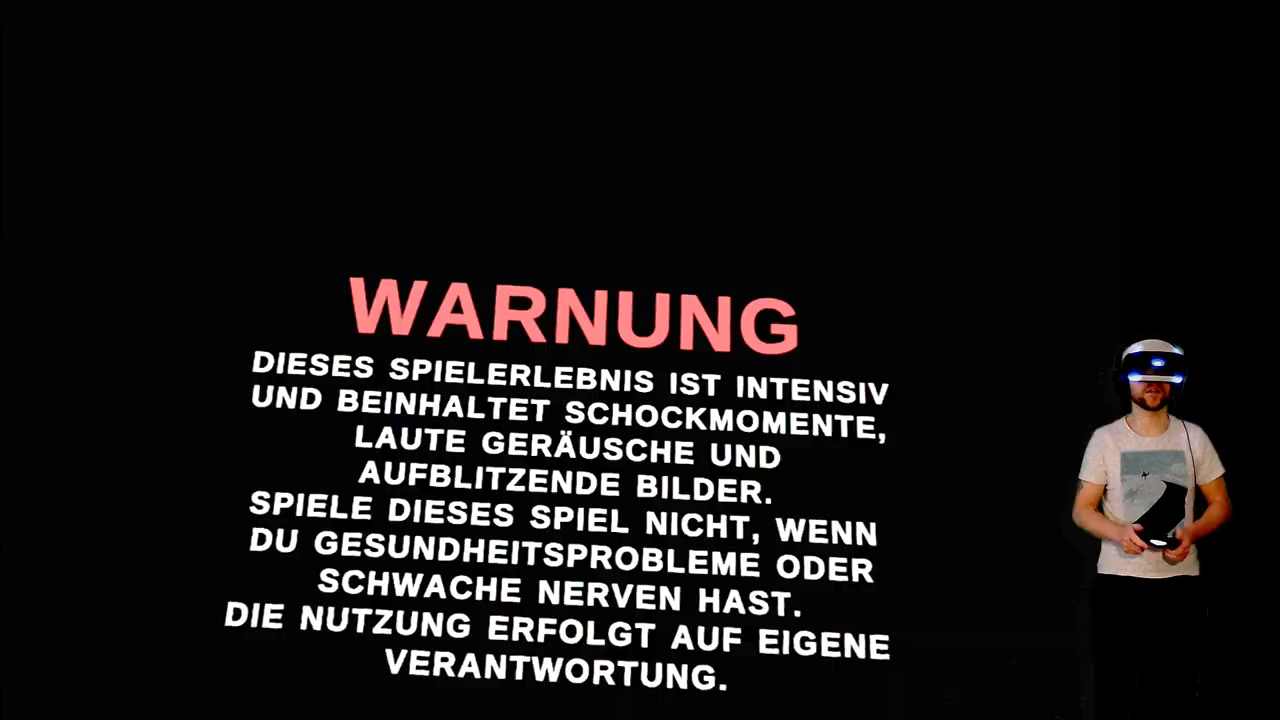 WARNUNG
DIESES SPIELERLEBNIS IST INTENSIV
UND BEINHALTET SCHOCKMOMENTE,
LAUTE GERÄUSCHE UND
AUFBLITZENDE BILDER.
SPIELE DIESES SPIEL NICHT, WENN
DU GESUNDHEITSPROBLEME ODER
SCHWACHE NERVEN HAST.
DIE NUTZUNG ERFOLGT AUF EIGENE
VERANTWORTUNG.